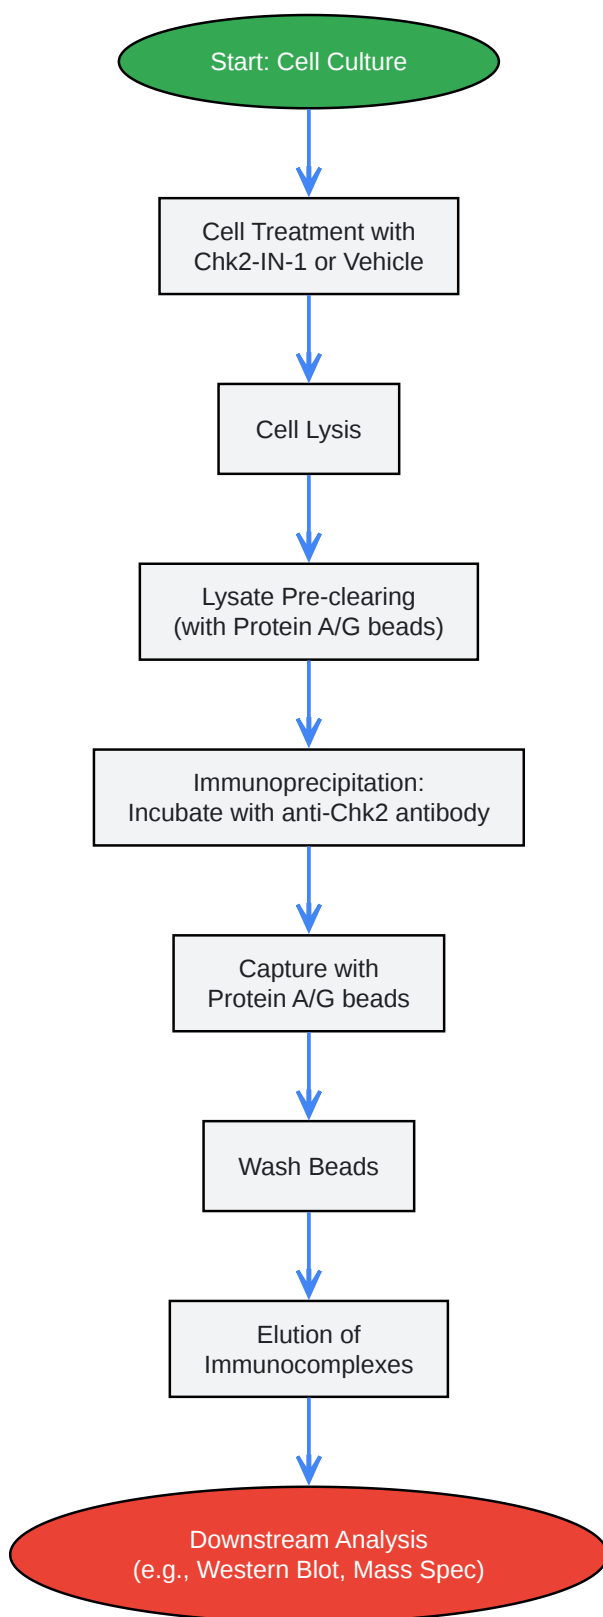 Start: Cell Culture
Cell Treatment with
Chk2-IN-1 or Vehicle
Cell Lysis
Lysate Pre-clearing
(with Protein A/G beads)
Immunoprecipitation:
Incubate with anti-Chk2 antibody
Capture with
Protein A/G beads
Wash Beads
Elution of
Immunocomplexes
Downstream Analysis
(e.g., Western Blot, Mass Spec)